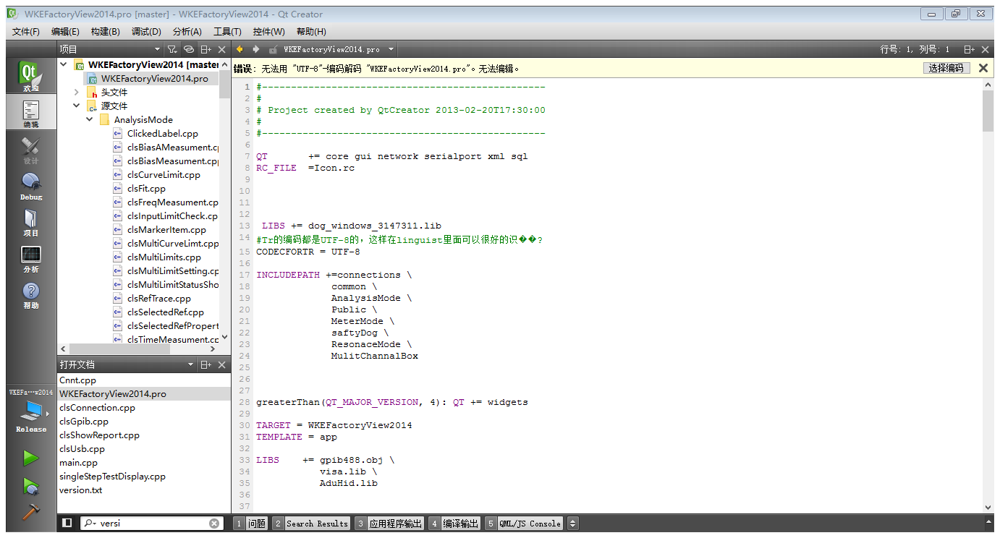 WKEFactoryView2014.pro [master] - WKEFactoryView2014 - Qt Creator
文件(F) 编辑(E) 构建(B) 调试(D) 分析(A) 工具(T) 控件(W) 帮助(H)
项目
WKEFactoryView2014.pro
行号: 1, 列号: 1
欢迎
编辑
设计
Debug
项目
分析
帮助
WKEFa···w2014
Release
WKEFactoryView2014 [master
WKEFactoryView2014.pro
头文件
源文件
AnalysisMode
ClickedLabel.cpp
clsBiasAMeasument.cp
clsBiasMeasument.cpp
clsCurveLimit.cpp
clsFit.cpp
clsFreqMeasument.cp
clsInputLimitCheck.cp
clsMarkerItem.cpp
clsMultiCurveLimt.cpp
clsMultiLimits.cpp
clsMultiLimitSetting.cp
clsMultiLimitStatusSho
clsRefTrace.cpp
clsSelectedRef.cpp
clsSelectedRefPropert
clsTimeMeasument.cp
打开文档
Cnnt.cpp
WKEFactoryView2014.pro
clsConnection.cpp
clsGpib.cpp
clsShowReport.cpp
clsUsb.cpp
main.cpp
singleStepTestDisplay.cpp
version.txt
错误: 无法用 "UTF-8"-编码解码 "WKEFactoryView2014.pro"。无法编辑。
选择编码
1 #-------------------------------------------------
2 #
3 # Project created by QtCreator 2013-02-20T17:30:00
4 #
5 #-------------------------------------------------
6
7 QT       += core gui network serialport xml sql
8 RC_FILE  =Icon.rc
9
10
11
12
13  LIBS += dog_windows_3147311.lib
14 #Tr的编码都是UTF-8的，这样在linguist里面可以很好的识��?
15 CODECFORTR = UTF-8
16
17 INCLUDEPATH +=connections \
18 common \
19 AnalysisMode \
20 Public \
21 MeterMode \
22 saftyDog \
23 ResonaceMode \
24 MulitChannalBox
25
26
27
28 greaterThan(QT_MAJOR_VERSION, 4): QT += widgets
29
30 TARGET = WKEFactoryView2014
31 TEMPLATE = app
32
33 LIBS    += gpib488.obj \
34 visa.lib \
35 AduHid.lib
36
37
versi
1 问题 2 Search Results 3 应用程序输出 4 编译输出 5 QML/JS Console